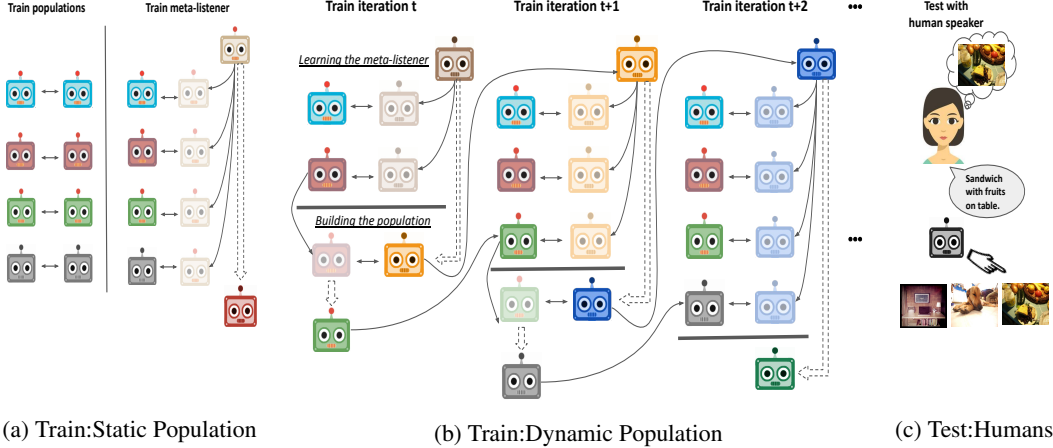 Train populations
Train meta-listener
Train iteration t
Train iteration t+1
Train iteration t+2
•••
Test with
human speaker
Learning the meta-listener
Building the population
Sandwich
with fruits
on table.
•••
(a) Train:Static Population
(b) Train:Dynamic Population
(c) Test:Humans